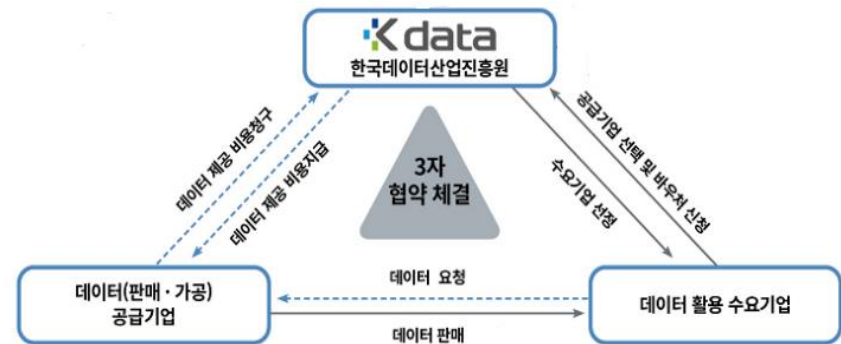 K data
한국데이터산업진흥원
데이터 제공 비용청구
데이터 제공 비용지급
3자
협약 체결
수요기업 선정
공급기업 선택 및 바우처 신청
데이터(판매・가공)
공급기업
데이터 요청
데이터 판매
데이터 활용 수요기업